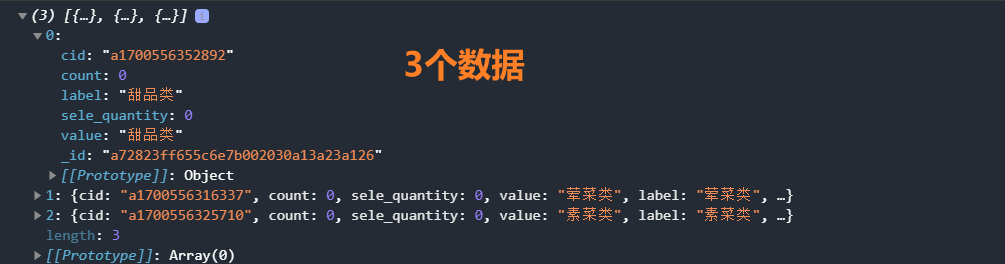 (3) [{…}, {…}, {…}] i
0:
3个数据
cid: "a1700556352892"
count: 0
label: "甜品类"
sele_quantity: 0
value: "甜品类"
_id: "a72823ff655c6e7b002030a13a23a126"
[[Prototype]]: Object
1: {cid: "a1700556316337", count: 0, sele_quantity: 0, value: "荤菜类", label: "荤菜类", …}
2: {cid: "a1700556325710", count: 0, sele_quantity: 0, value: "素菜类", label: "素菜类", …}
length: 3
[[Prototype]]: Array(0)